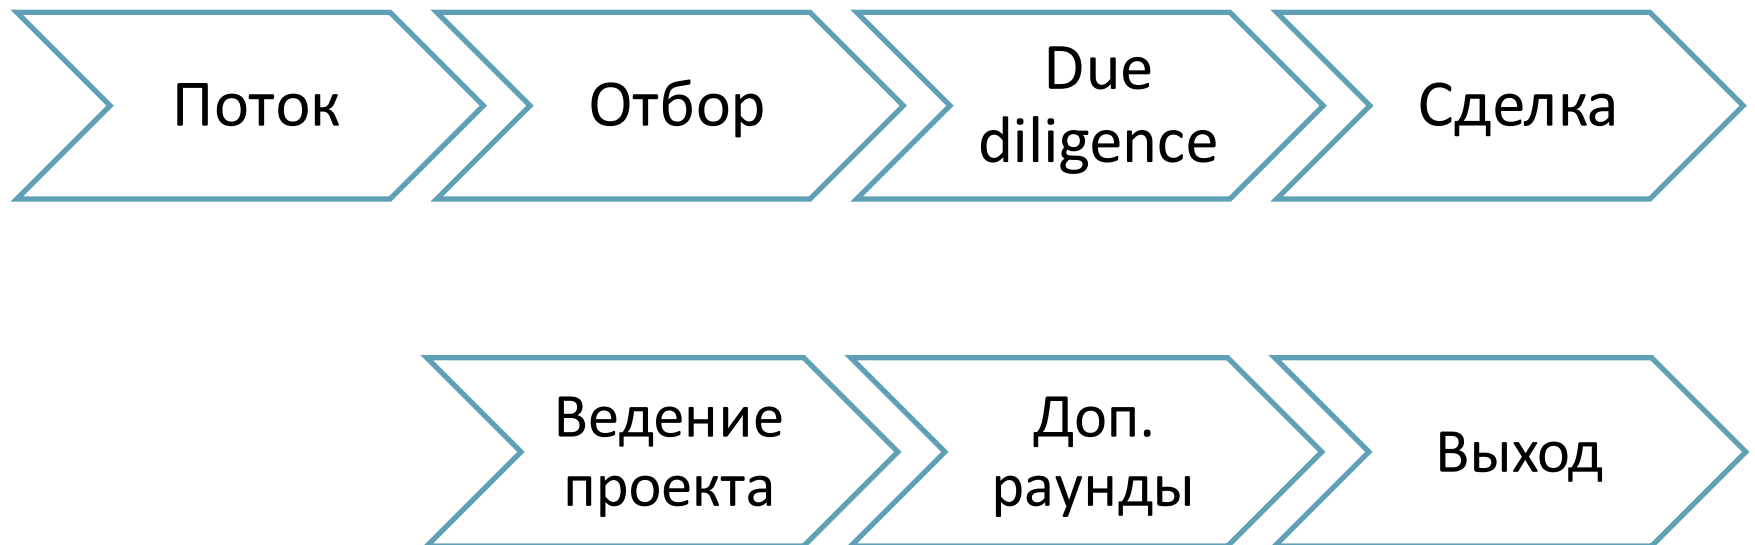 Поток
Отбор
Due
diligence
Сделка
Ведение
проекта
Доп.
раунды
Выход